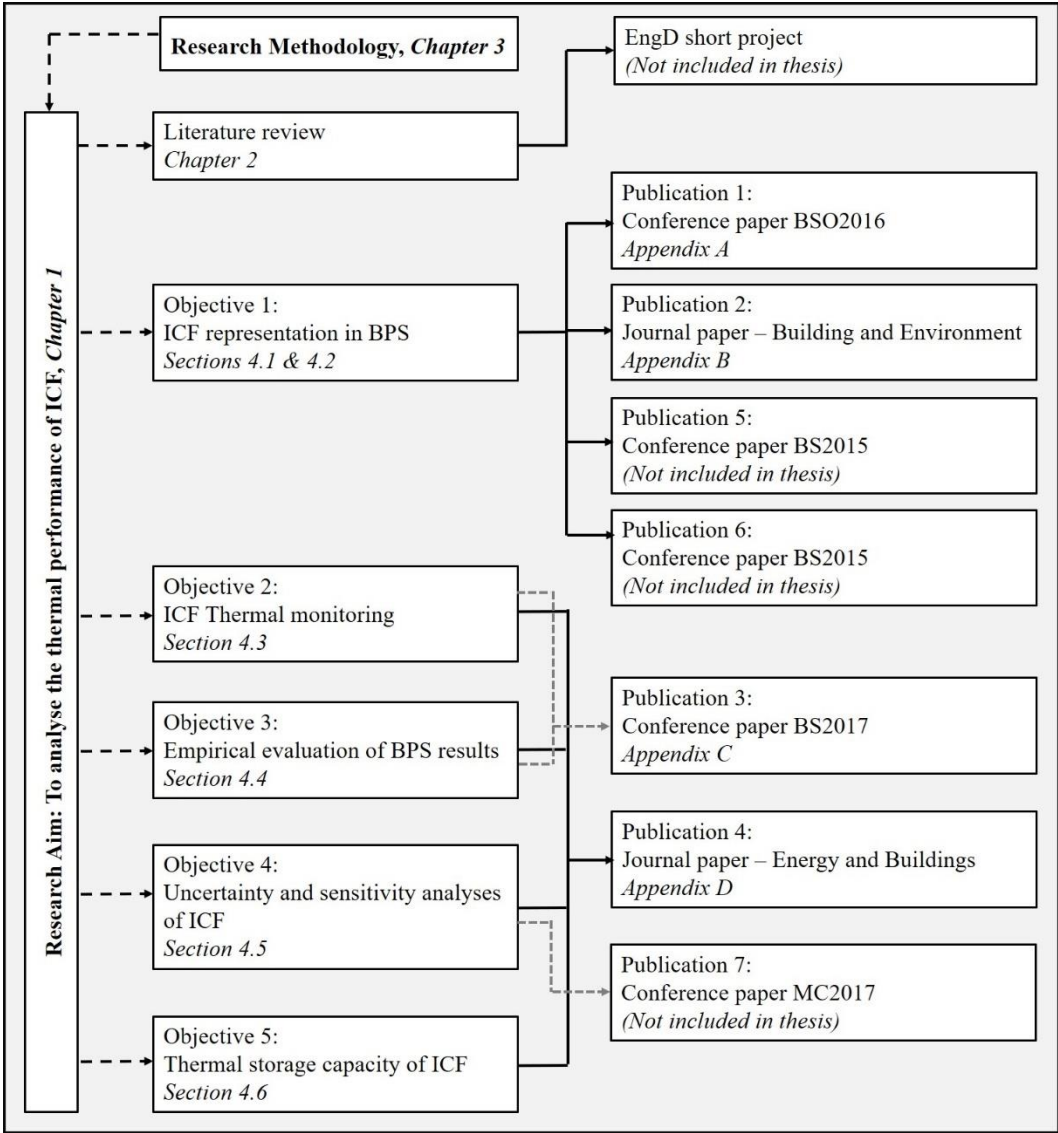 Research Methodology, Chapter 3
Research Aim: To analyse the thermal performance of ICF, Chapter 1
Literature review
Chapter 2
Objective 1:
ICF representation in BPS
Sections 4.1 & 4.2
Objective 2:
ICF Thermal monitoring
Section 4.3
Objective 3:
Empirical evaluation of BPS results
Section 4.4
Objective 4:
Uncertainty and sensitivity analyses
of ICF
Section 4.5
Objective 5:
Thermal storage capacity of ICF
Section 4.6
EngD short project
(Not included in thesis)
Publication 1:
Conference paper BSO2016
Appendix A
Publication 2:
Journal paper – Building and Environment
Appendix B
Publication 5:
Conference paper BS2015
(Not included in thesis)
Publication 6:
Conference paper BS2015
(Not included in thesis)
Publication 3:
Conference paper BS2017
Appendix C
Publication 4:
Journal paper – Energy and Buildings
Appendix D
Publication 7:
Conference paper MC2017
(Not included in thesis)